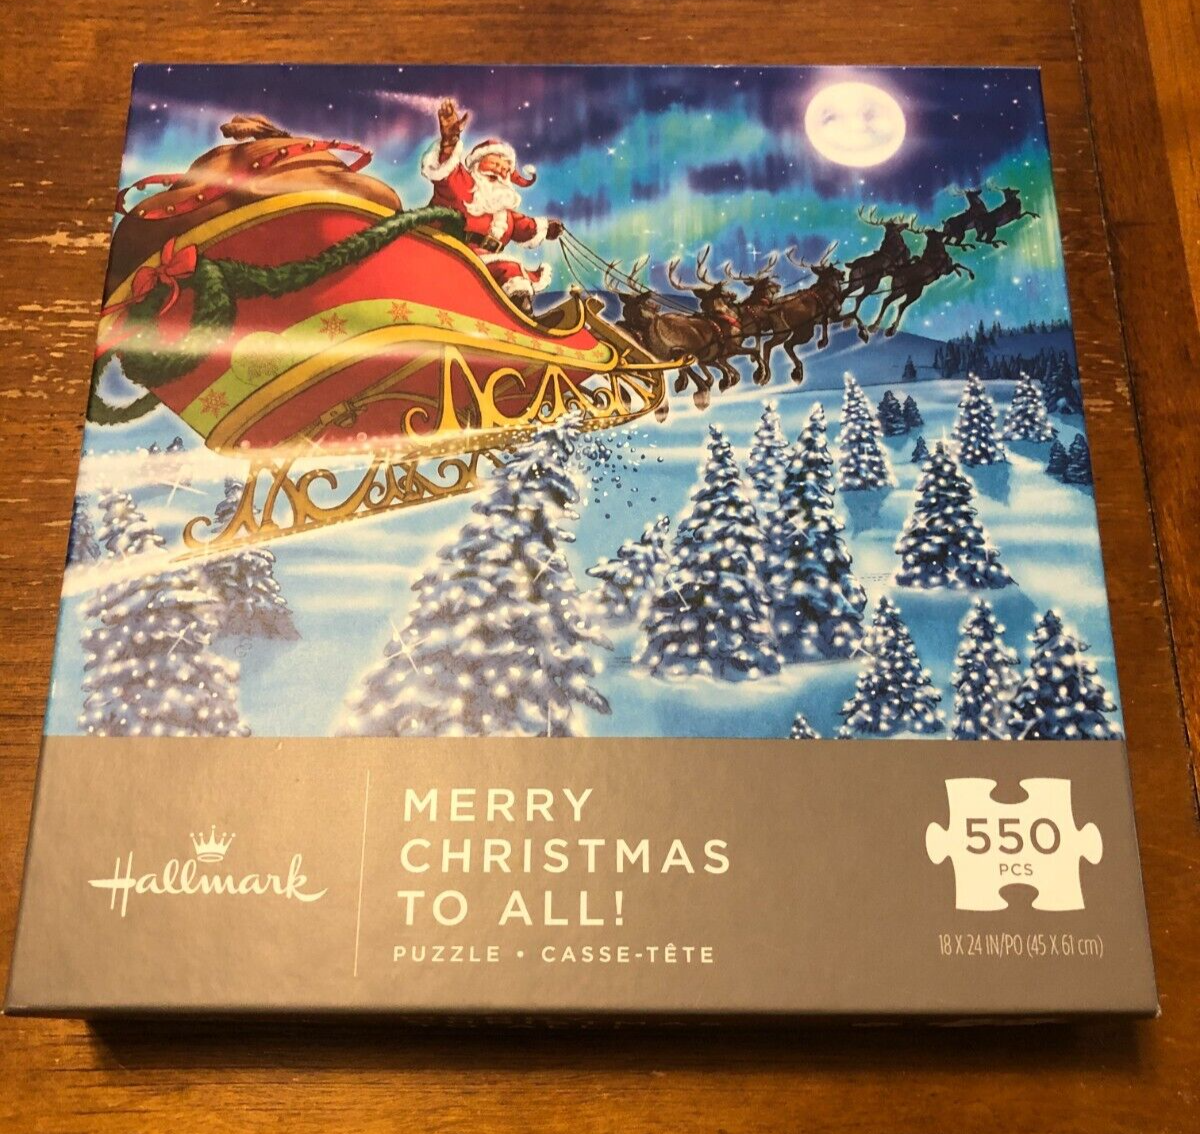 Hallmark
MERRY
CHRISTMAS
TO ALL!
PUZZLE • CASSE-TÊTE
550
PCS
18 X 24 IN/PO (45 X 61 cm)